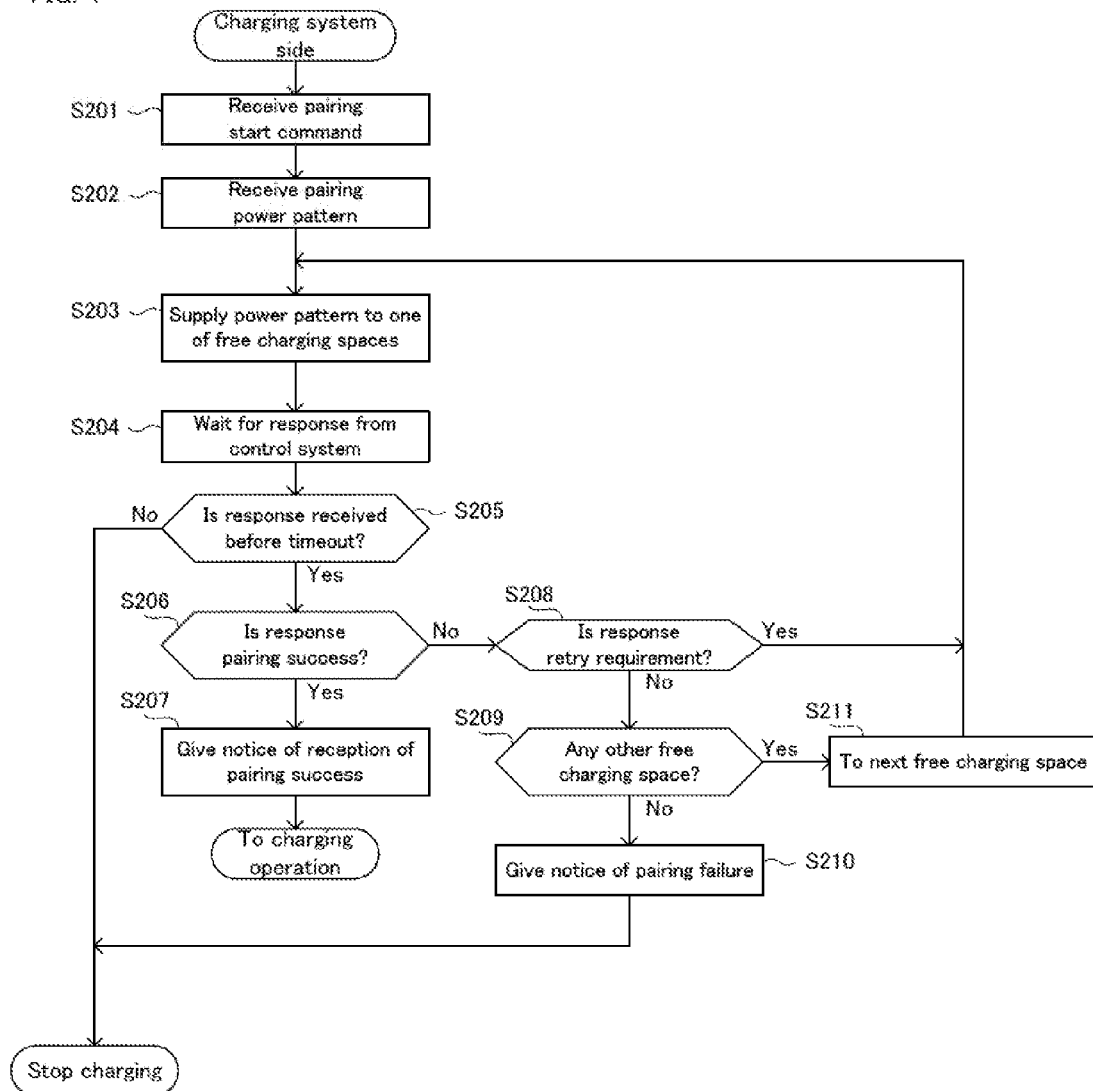 Charging system
side
S201
Receive pairing
start command
S202
Receive pairing
power pattern
S203
Supply power pattern to one
of free charging spaces
S204
Wait for response from
control system
No
Is response received
before timeout?
S205
Yes
S206
Is response
pairing success?
No
S208
Is response
retry requirement?
Yes
Yes
No
S207
Give notice of reception of
pairing success
S209
Any other free
charging space?
Yes
S211
To next free charging space
No
To charging
operation
Give notice of pairing failure
S210
Stop charging